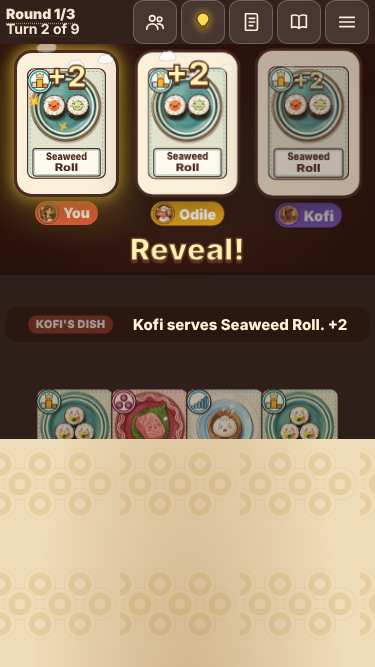 Round 1/3
Turn 2 of 9
+2
Seaweed
Roll
+2
Seaweed
Roll
+2
Seaweed
Roll
You
Odile
Kofi
Reveal!
KOFI'S DISH
Kofi serves Seaweed Roll. +2